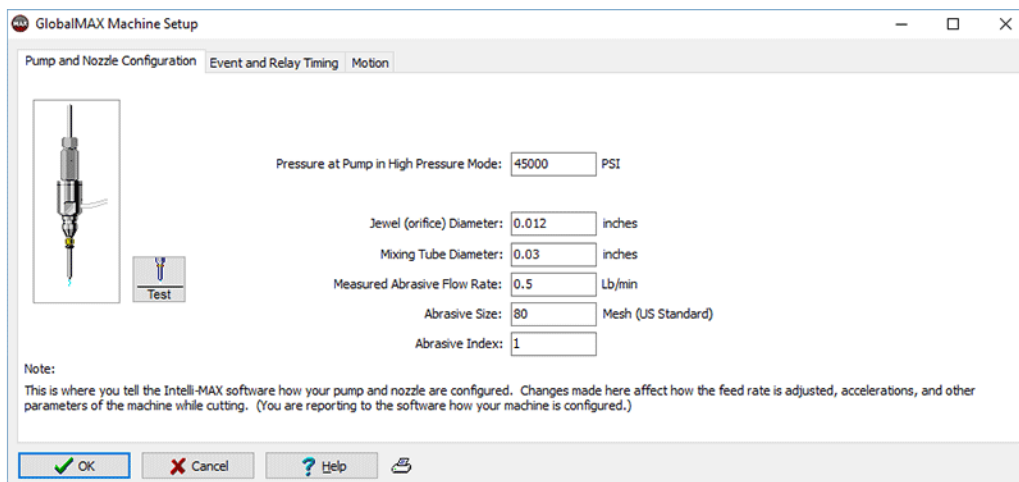 GlobalMAX Machine Setup
Pump and Nozzle Configuration Event and Relay Timing Motion
Pressure at Pump in High Pressure Mode: 45000 PSI
Jewel (orifice) Diameter: 0.012 inches
Mixing Tube Diameter: 0.03 inches
Test
Measured Abrasive Flow Rate: 0.5 Lb/min
Abrasive Size: 80 Mesh (US Standard)
Abrasive Index: 1
Note:
This is where you tell the Intelli-MAX software how your pump and nozzle are configured. Changes made here affect how the feed rate is adjusted, accelerations, and other
parameters of the machine while cutting. (You are reporting to the software how your machine is configured.)
OK Cancel ? Help